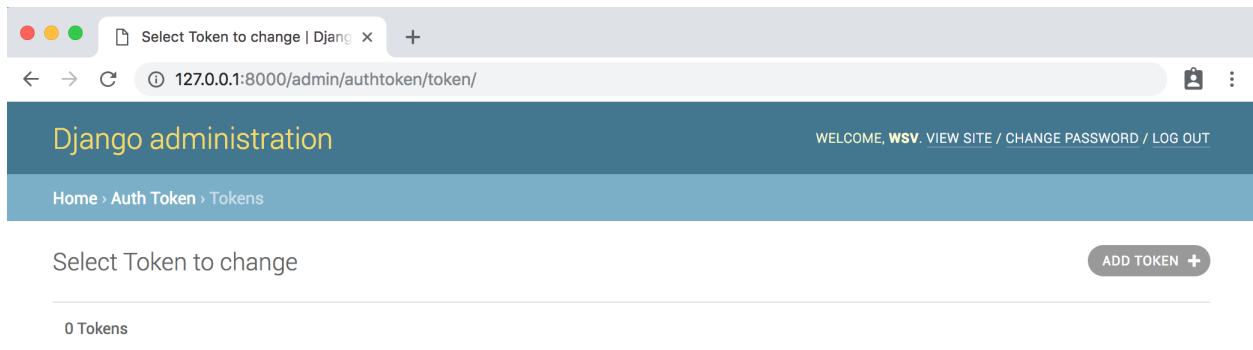 Select Token to change | Djang
127.0.0.1:8000/admin/authtoken/token/
Django administration
WELCOME, WSV. VIEW SITE / CHANGE PASSWORD / LOG OUT
Home › Auth Token › Tokens
Select Token to change
ADD TOKEN +
0 Tokens